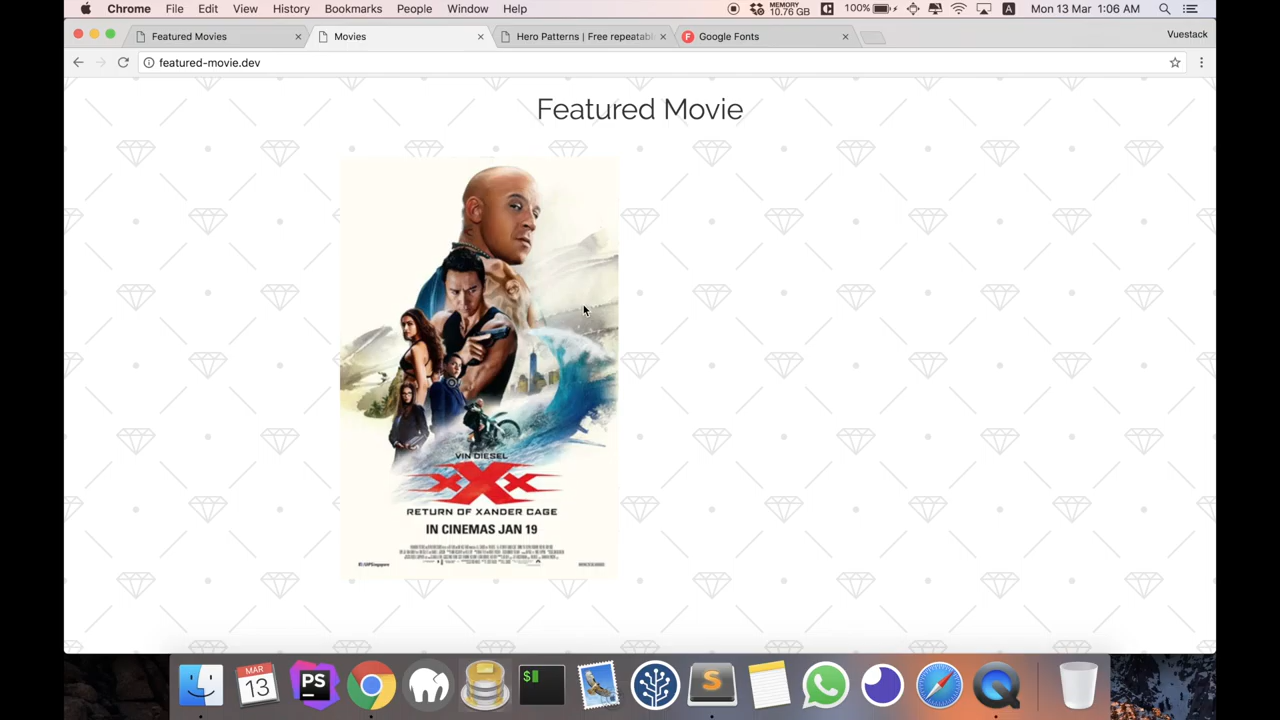 Chrome File Edit View History Bookmarks People Window Help MEMORY 10.76 GB 100% A Mon 13 Mar 1:06 AM
Featured Movies Movies Hero Patterns | Free repeatabl Google Fonts Vuestack
featured-movie.dev
Featured Movie
VIN DIESEL
xXx
RETURN OF XANDER CAGE
IN CINEMAS JAN 19
MAR
13 PS $ S